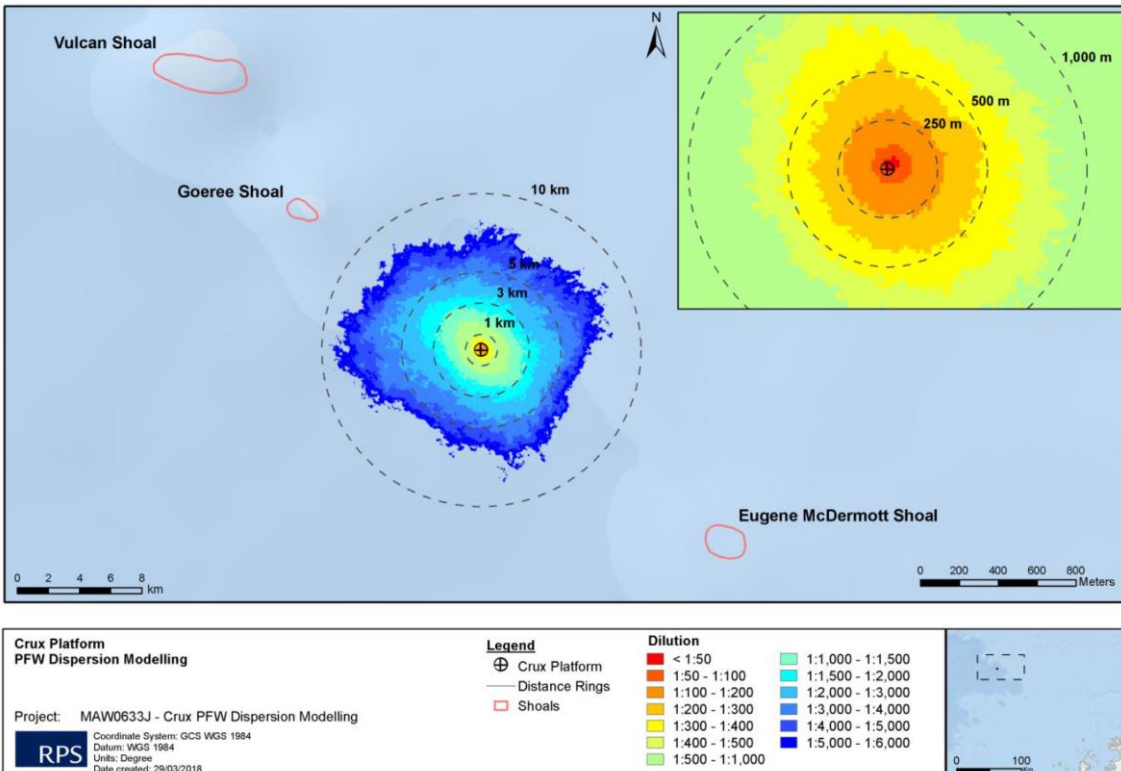 Vulcan Shoal
Goeree Shoal
10 km
5 km
3 km
1 km
Eugene McDermott Shoal
0 2 4 6 8
km
N
1,000 m
500 m
250 m
0 200 400 600 800
Meters
Crux Platform
PFW Dispersion Modelling
Project: MAW0633J - Crux PFW Dispersion Modelling
RPS
Coordinate System: GCS WGS 1984
Datum: WGS 1984
Units: Degree
Date created: 29/03/2018
Legend
Crux Platform
Distance Rings
Shoals
Dilution
< 1:50
1:50 - 1:100
1:100 - 1:200
1:200 - 1:300
1:300 - 1:400
1:400 - 1:500
1:500 - 1:1,000
1:1,000 - 1:1,500
1:1,500 - 1:2,000
1:2,000 - 1:3,000
1:3,000 - 1:4,000
1:4,000 - 1:5,000
1:5,000 - 1:6,000
0 100